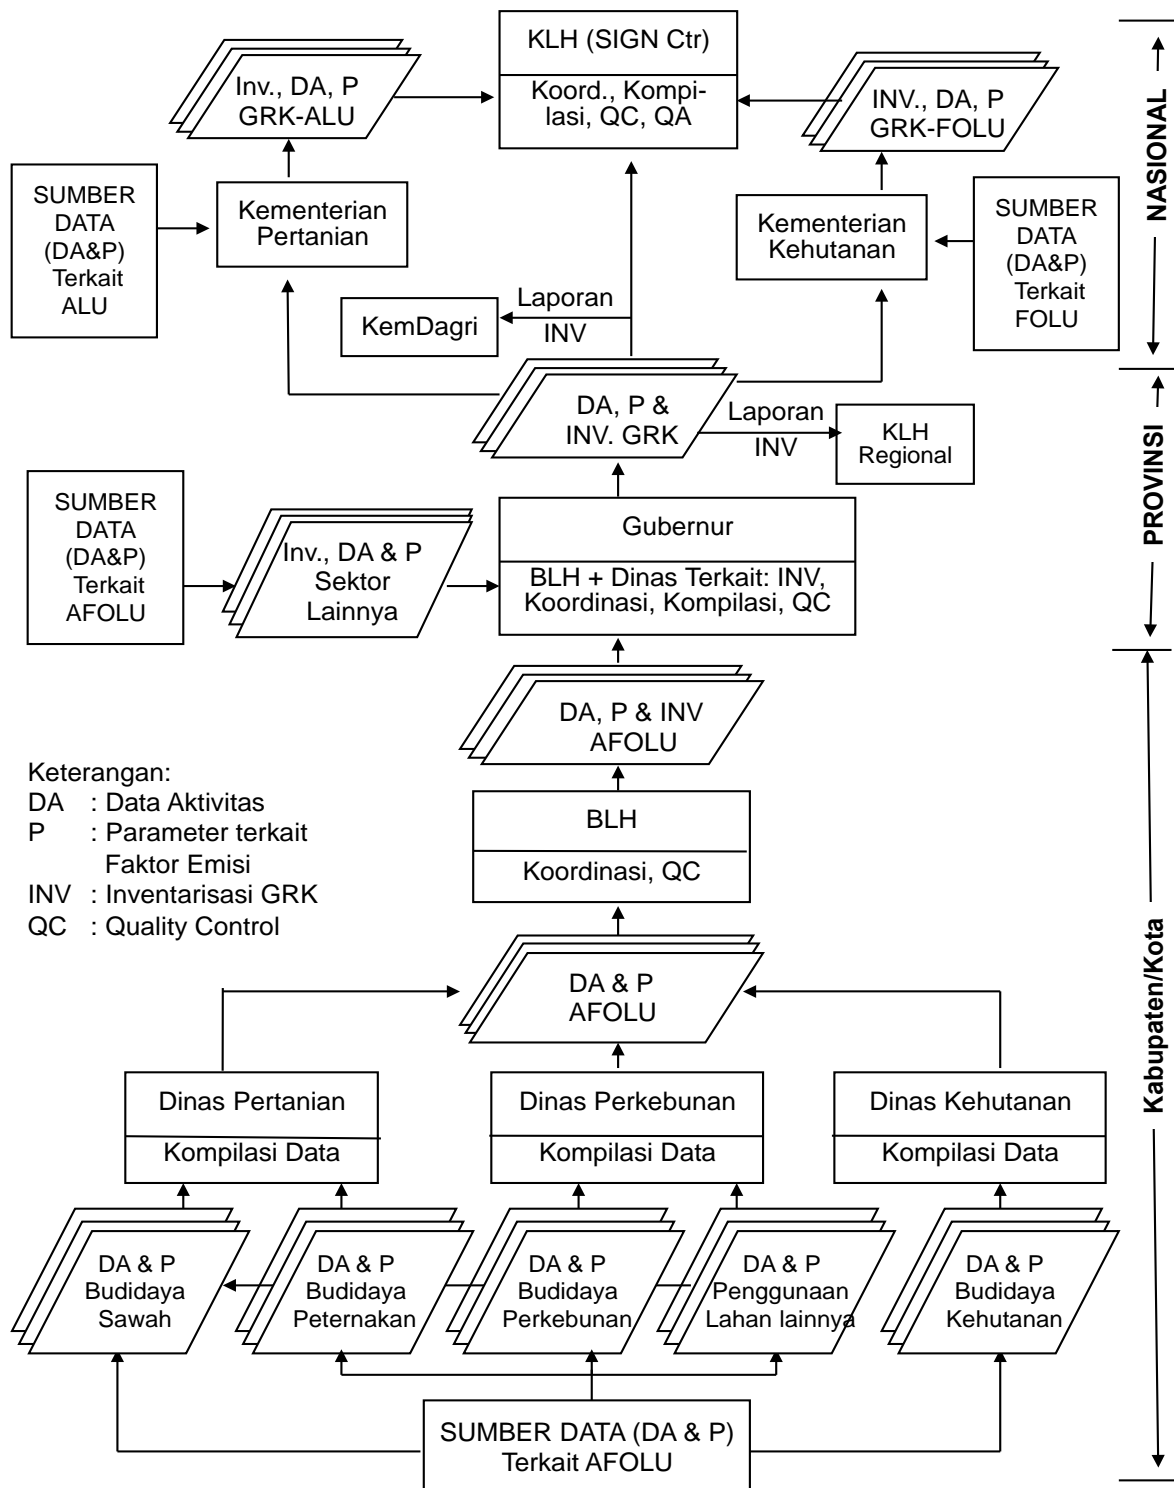 KLH (SIGN Ctr)
Koord., Kompi-
lasi, QC, QA
Inv., DA, P
GRK-ALU
INV., DA, P
GRK-FOLU
NASIONAL
SUMBER
DATA
(DA&P)
Terkait
ALU
Kementerian
Pertanian
Kementerian
Kehutanan
SUMBER
DATA
(DA&P)
Terkait
FOLU
KemDagri
Laporan
INV
DA, P &
INV. GRK
Laporan
INV
KLH
Regional
PROVINSI
SUMBER
DATA
(DA&P)
Terkait
AFOLU
Inv., DA & P
Sektor
Lainnya
Gubernur
BLH + Dinas Terkait: INV,
Koordinasi, Kompilasi, QC
DA, P & INV
AFOLU
Keterangan:
DA : Data Aktivitas
P : Parameter terkait
Faktor Emisi
INV : Inventarisasi GRK
QC : Quality Control
BLH
Koordinasi, QC
Kabupaten/Kota
DA & P
AFOLU
Dinas Pertanian
Kompilasi Data
Dinas Perkebunan
Kompilasi Data
Dinas Kehutanan
Kompilasi Data
DA & P
Budidaya
Sawah
DA & P
Budidaya
Peternakan
DA & P
Budidaya
Perkebunan
DA & P
Penggunaan
Lahan lainnya
DA & P
Budidaya
Kehutanan
SUMBER DATA (DA & P)
Terkait AFOLU